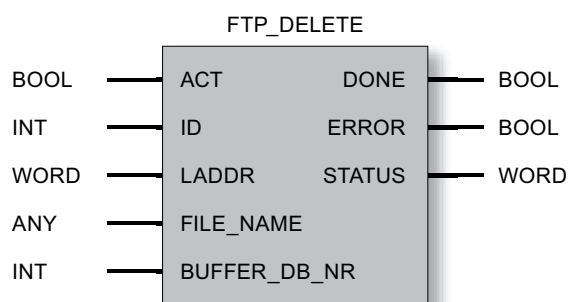 FTP_DELETE
BOOL ACT DONE BOOL
INT ID ERROR BOOL
WORD LADDR STATUS WORD
ANY FILE_NAME
INT BUFFER_DB_NR